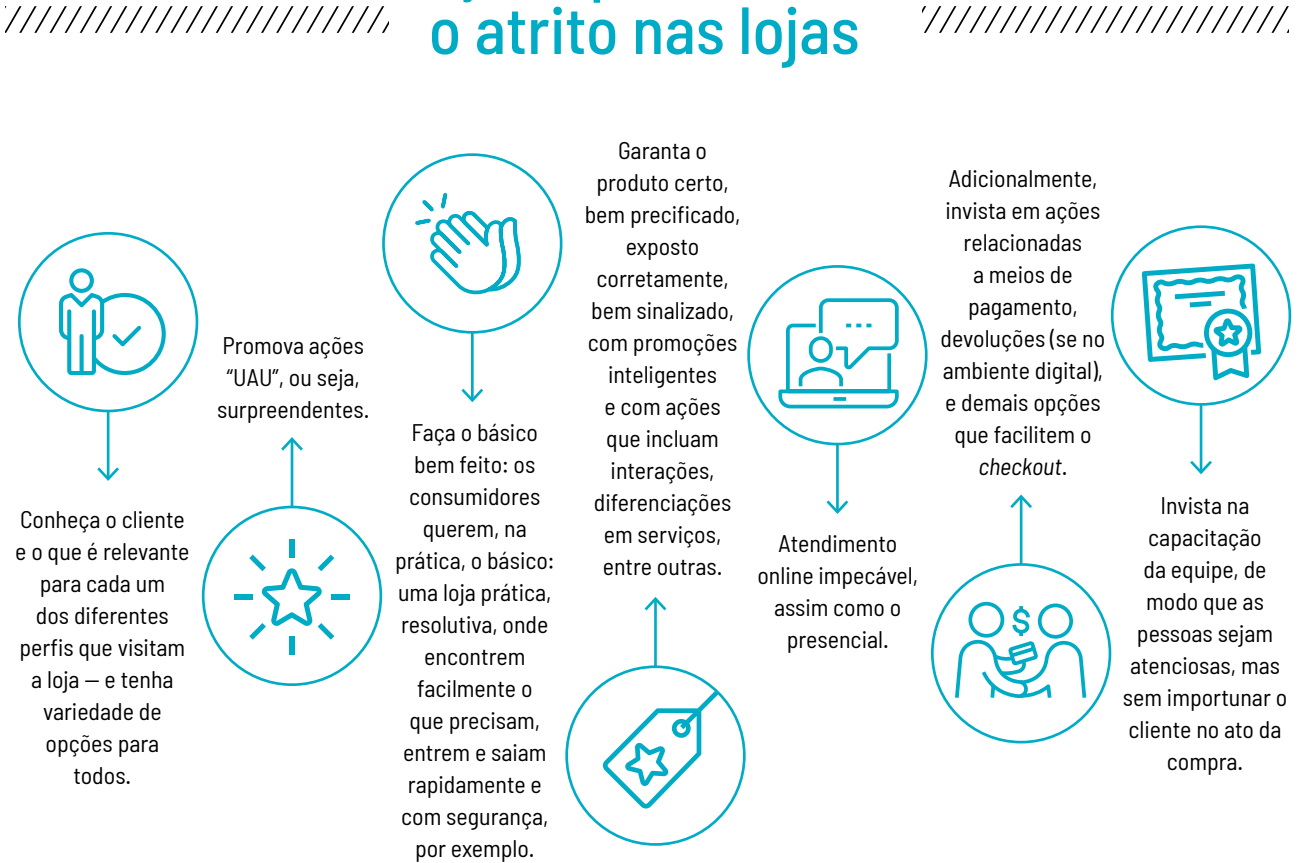 o atrito nas lojas
Conheça o cliente
e o que é relevante
para cada um
dos diferentes
perfis que visitam
a loja — e tenha
variedade de
opções para
todos.
Promova ações
“UAU”, ou seja,
surpreendentes.
Faça o básico
bem feito: os
consumidores
querem, na
prática, o básico:
uma loja prática,
resolutiva, onde
encontrem
facilmente o
que precisam,
entrem e saiam
rapidamente e
com segurança,
por exemplo.
Garanta o
produto certo,
bem precificado,
exposto
corretamente,
bem sinalizado,
com promoções
inteligentes
e com ações
que incluam
interações,
diferenciações
em serviços,
entre outras.
Atendimento
online impecável,
assim como o
presencial.
Adicionalmente,
invista em ações
relacionadas
a meios de
pagamento,
devoluções (se no
ambiente digital),
e demais opções
que facilitem o
checkout.
$
Invista na
capacitação
da equipe, de
modo que as
pessoas sejam
atenciosas, mas
sem importunar o
cliente no ato da
compra.